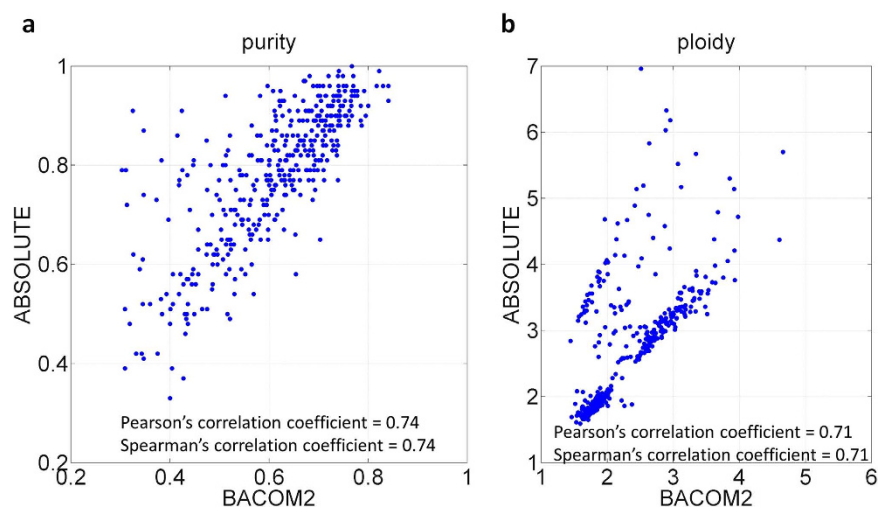 a
purity
1
0.8
0.6
0.4
0.2
ABSOLUTE
Pearson's correlation coefficient = 0.74
Spearman's correlation coefficient = 0.74
0.2 0.4 0.6 0.8 1
BACOM2
b
ploidy
7
6
5
4
3
2
1
ABSOLUTE
Pearson's correlation coefficient = 0.71
Spearman's correlation coefficient = 0.71
1 2 3 4 5 6
BACOM2